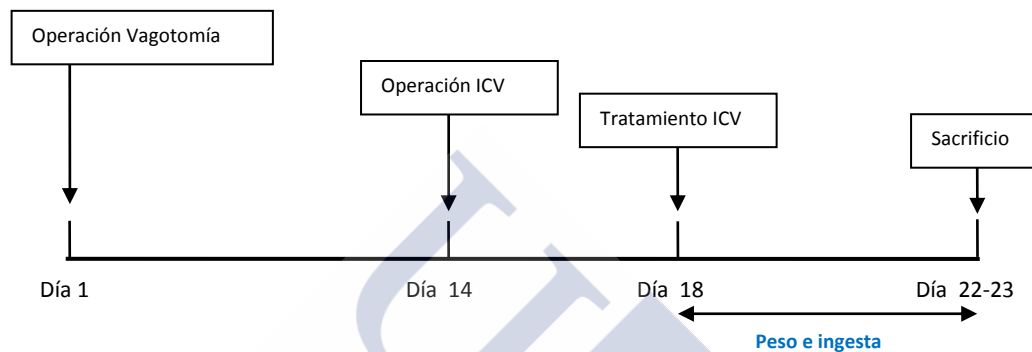 Operación Vagotomía
Operación ICV
Tratamiento ICV
Sacrificio
Día 1
Día 14
Día 18
Día 22-23
Peso e ingesta